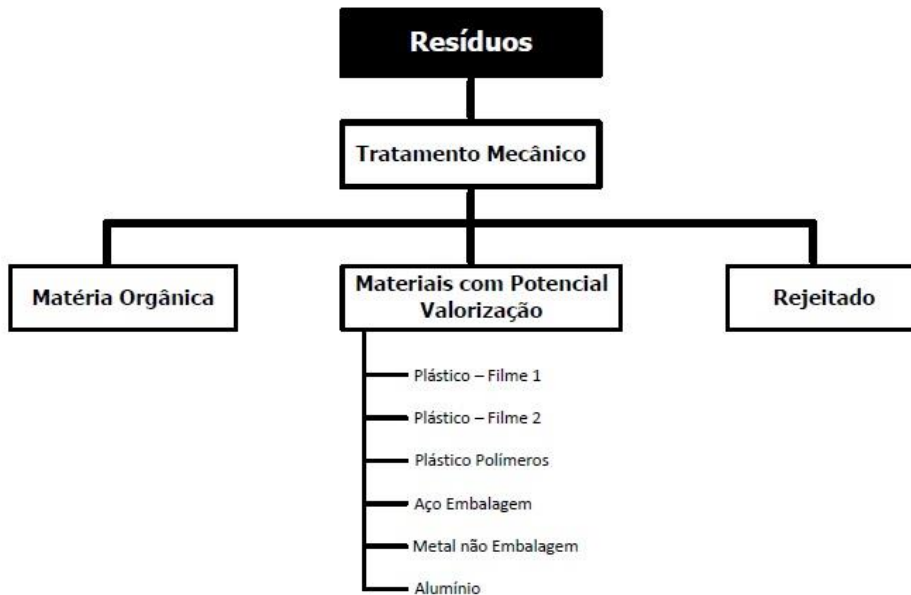 Resíduos
Tratamento Mecânico
Matéria Orgânica
Materiais com Potencial
Valorização
Rejeitado
Plástico – Filme 1
Plástico – Filme 2
Plástico Polímeros
Aço Embalagem
Metal não Embalagem
Alumínio